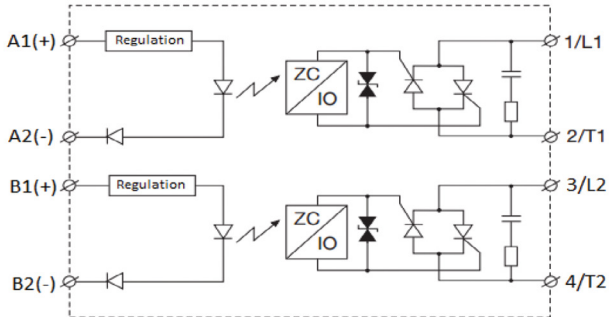 A1(+) Regulation 1/L1
ZC
IO
A2(-) 2/T1
B1(+) Regulation 3/L2
ZC
IO
B2(-) 4/T2